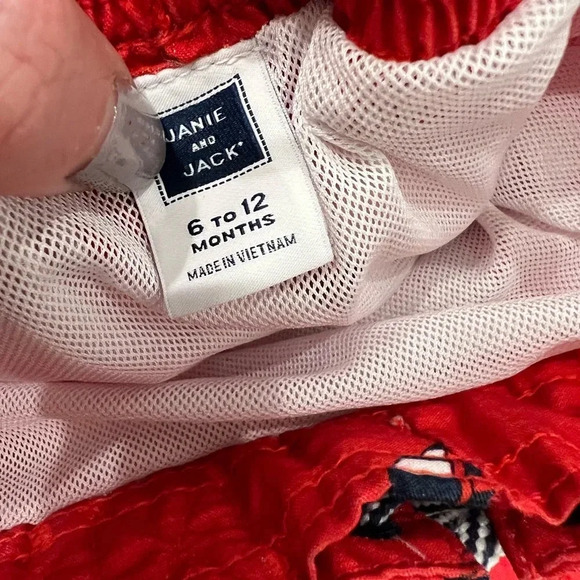 JANIE
AND
JACK
6 TO 12
MONTHS
MADE IN VIETNAM